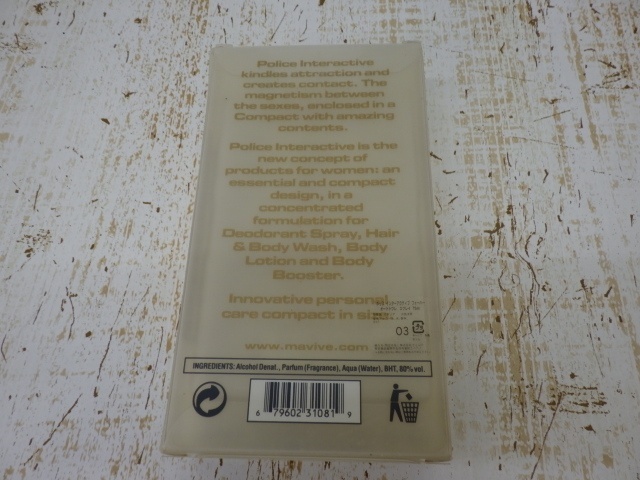 Police Interactive
kindles attraction and
creates contact. The
magnetism between
the sexes, enclosed in a
Compact with amazing
contents.
Police Interactive is the
new concept of
products for women: an
essential and compact
design, in a
concentrated
formulation for
Deodorant Spray, Hair
& Body Wash, Body
Lotion and Body
Booster.
Innovative personal
care compact in size
03
www.mavive.com
INGREDIENTS: Alcohol Denat., Parfum (Fragrance), Aqua (Water), BHT, 80% vol.
6 79602 31081 9